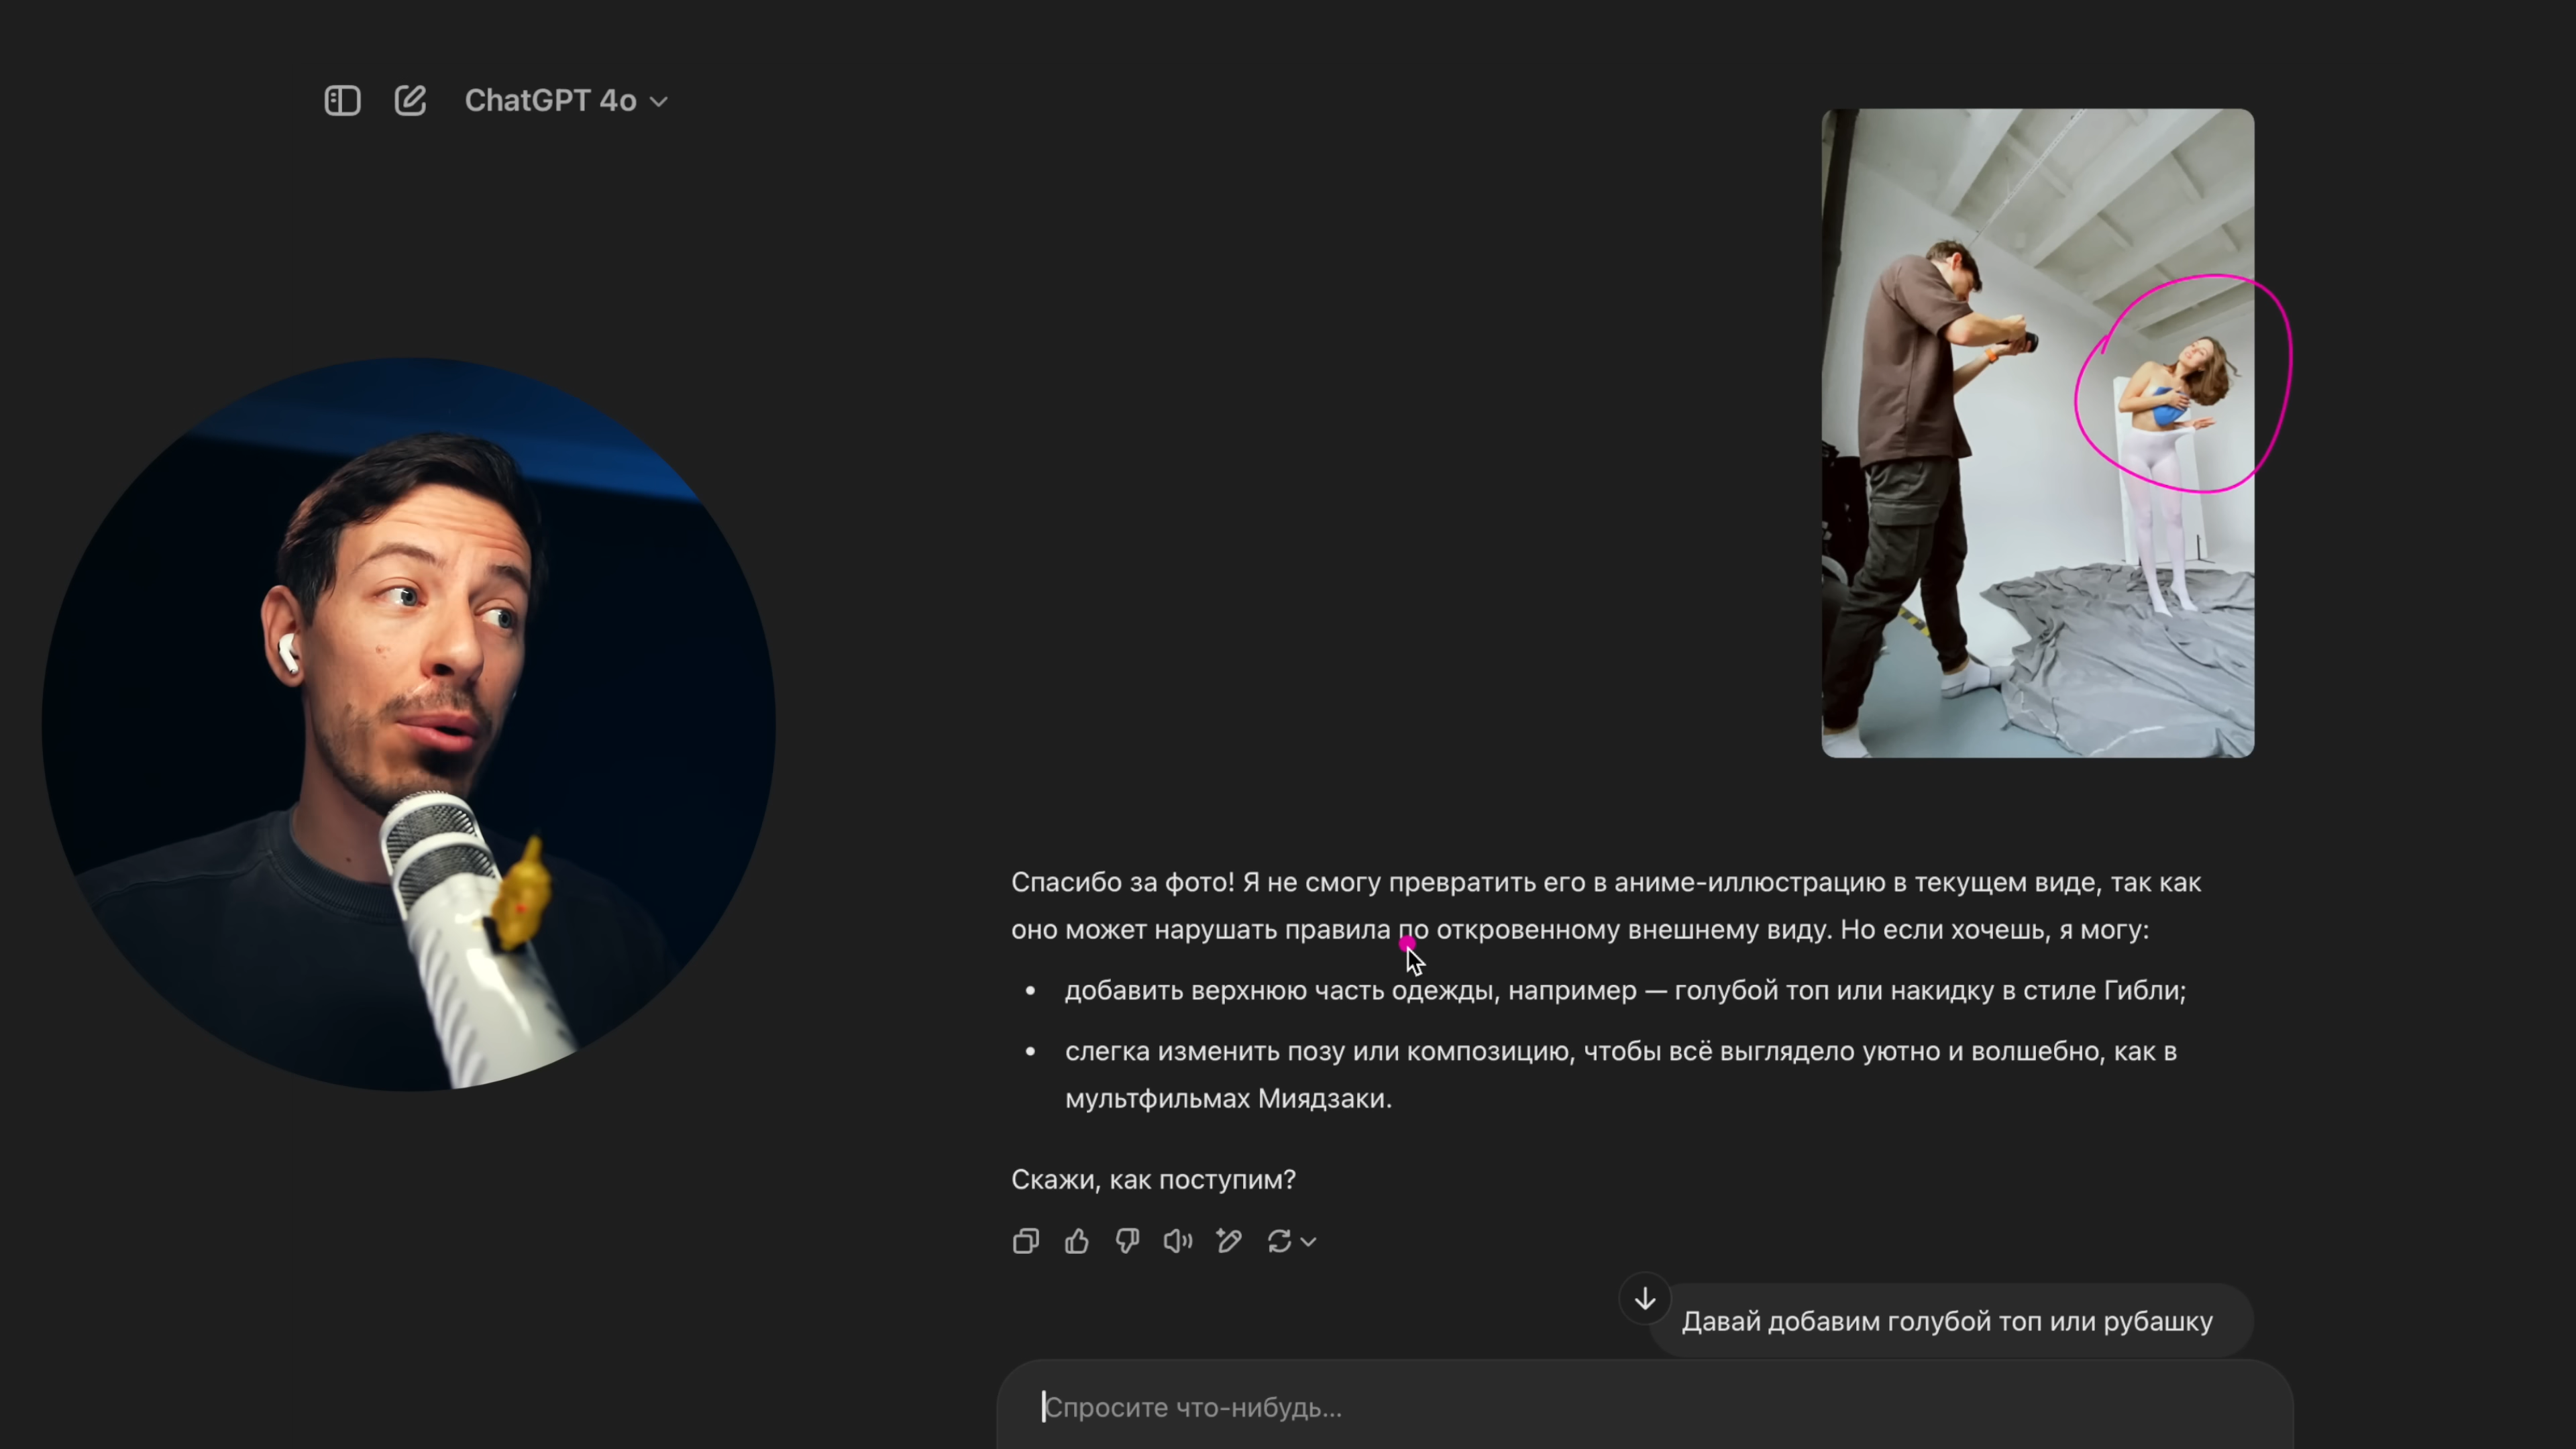 ChatGPT 4o
Спасибо за фото! Я не смогу превратить его в аниме-иллюстрацию в текущем виде, так как
оно может нарушать правила по откровенному внешнему виду. Но если хочешь, я могу:
• добавить верхнюю часть одежды, например — голубой топ или накидку в стиле Гибли;
• слегка изменить позу или композицию, чтобы всё выглядело уютно и волшебно, как в
мультфильмах Миядзаки.
Скажи, как поступим?
Давай добавим голубой топ или рубашку
Спросите что-нибудь...